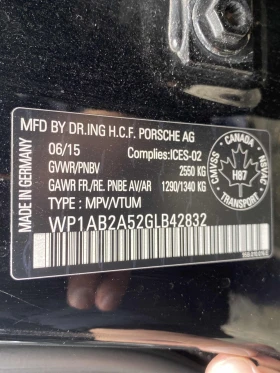 MFD BY DR.ING H.C.F. PORSCHE AG
06/15 Complies:ICES-02
GVWR/PNBV 2550 KG
GAWR FR./RE. PNBE AV/AR 1290/1340 KG
TYPE : MPV/VTUM
WP1AB2A52GLB42832
MADE IN GERMANY
CANADA
CMVSS
NSVAC
H87
TRANSPORT